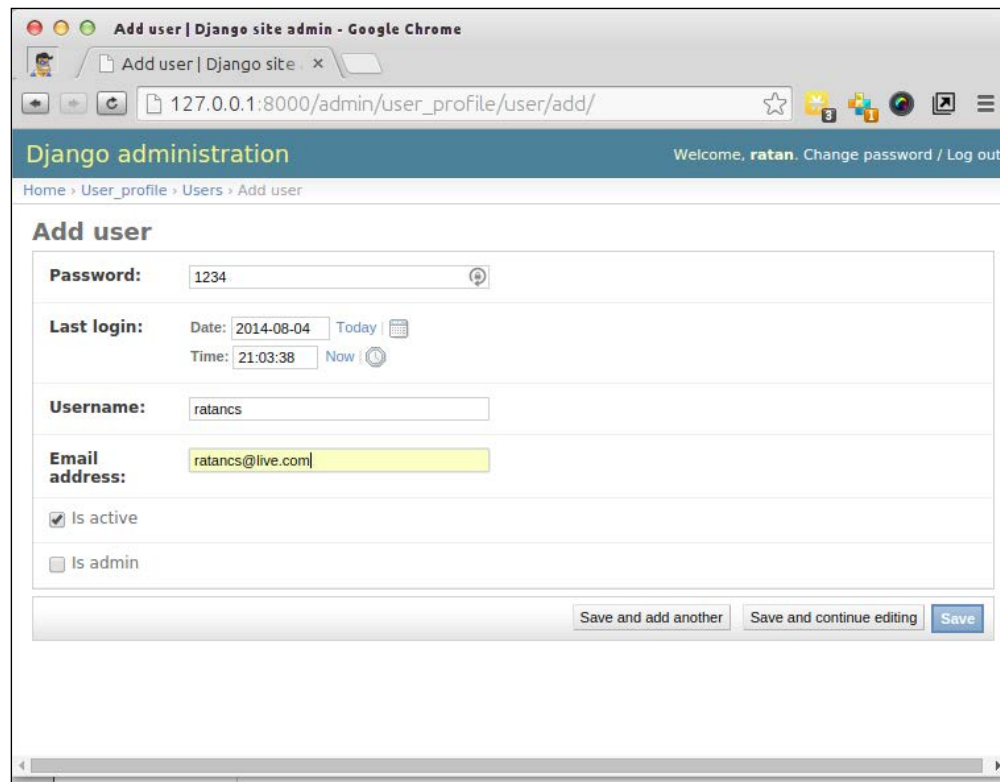 Add user | Django site admin - Google Chrome
Add user | Django site
127.0.0.1:8000/admin/user_profile/user/add/
3
1
Django administration
Welcome, ratan. Change password / Log out
Home › User_profile › Users › Add user
Add user
Password: 1234
Last login: Date: 2014-08-04 Today
Time: 21:03:38 Now
Username: ratancs
Email address: ratancs@live.com
Is active
Is admin
Save and add another Save and continue editing Save